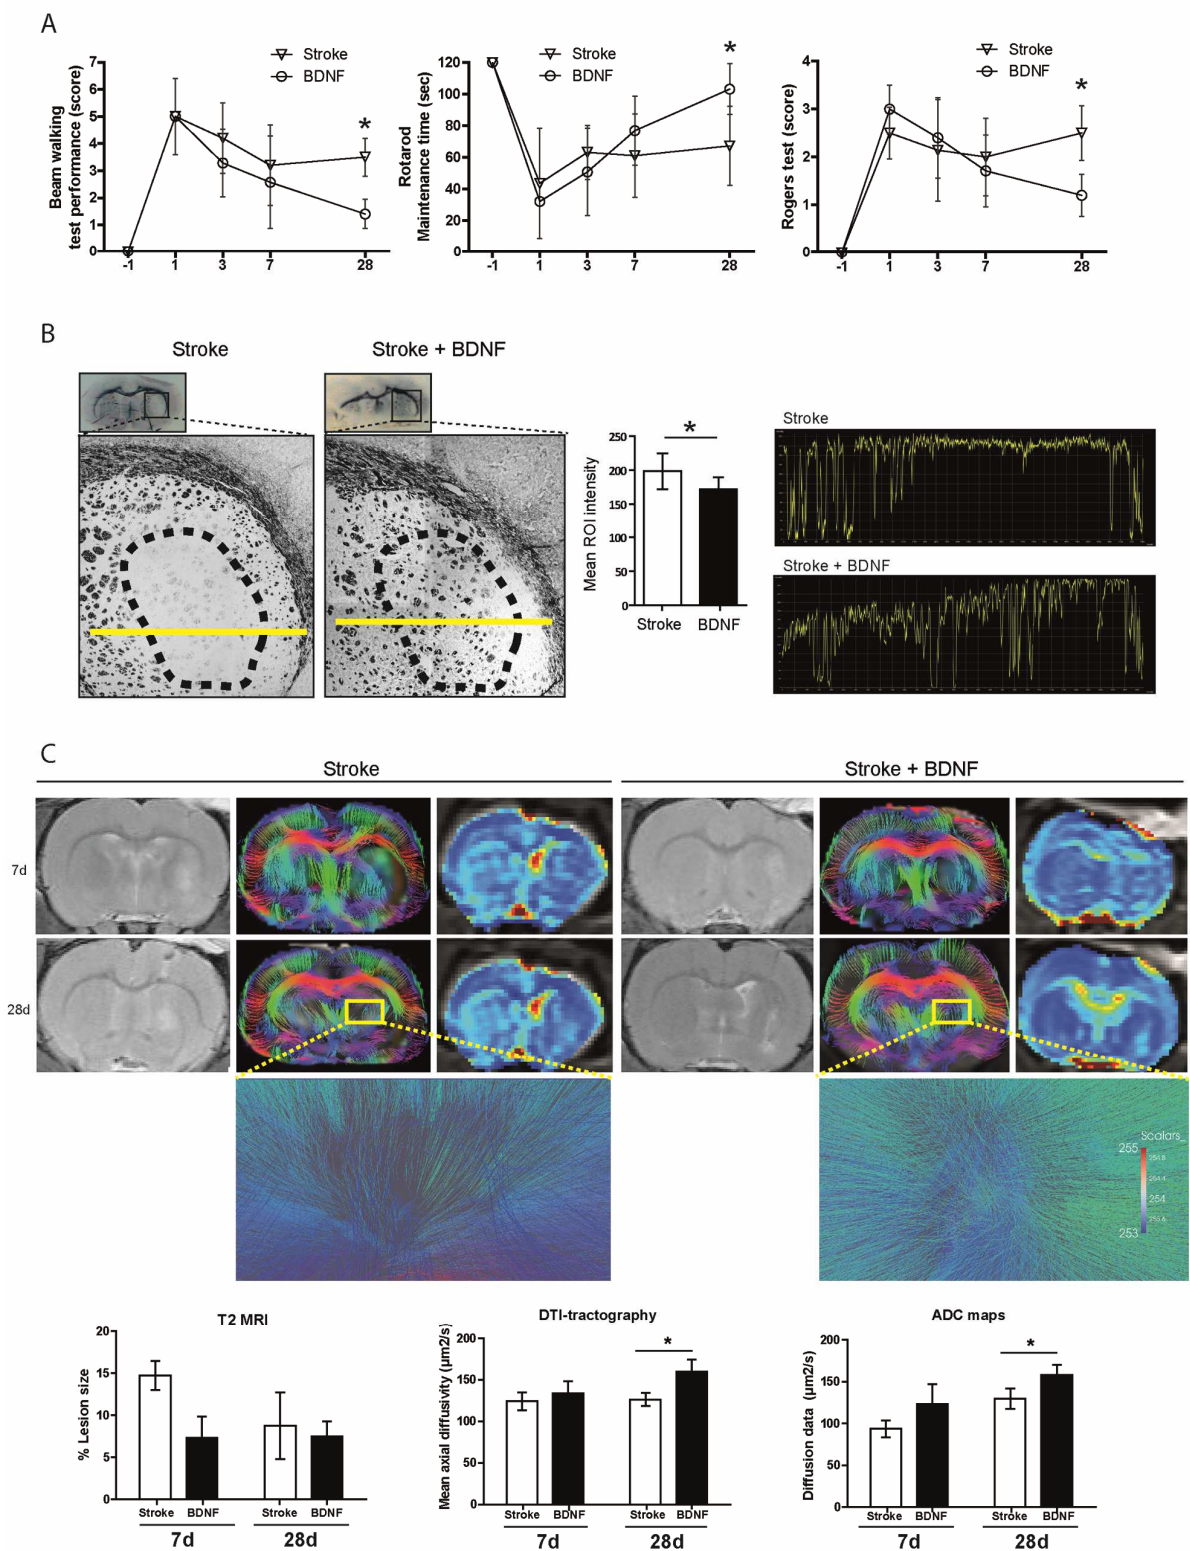 A
Stroke
BDNF
7
6
5
4
3
2
1
0
Beam walking
test performance (score)
*
-1 1 3 7 28
Stroke
BDNF
120
100
80
60
40
20
0
Rotarod
Maintenance time (sec)
*
-1 1 3 7 28
Stroke
BDNF
4
3
2
1
0
Rogers test (score)
*
-1 1 3 7 28
B
Stroke
Stroke + BDNF
250
200
150
100
50
0
Mean ROI intensity
*
Stroke BDNF
Stroke
Stroke + BDNF
C
Stroke
Stroke + BDNF
7d
28d
Scalars_
255
254.8
254.4
254
253.6
253
T2 MRI
20
15
10
5
0
% Lesion size
Stroke BDNF Stroke BDNF
7d 28d
DTI-tractography
200
150
100
50
0
Mean axial diffusivity (µm2/s)
*
Stroke BDNF Stroke BDNF
7d 28d
ADC maps
200
150
100
50
0
Diffusion data (µm2/s)
*
Stroke BDNF Stroke BDNF
7d 28d